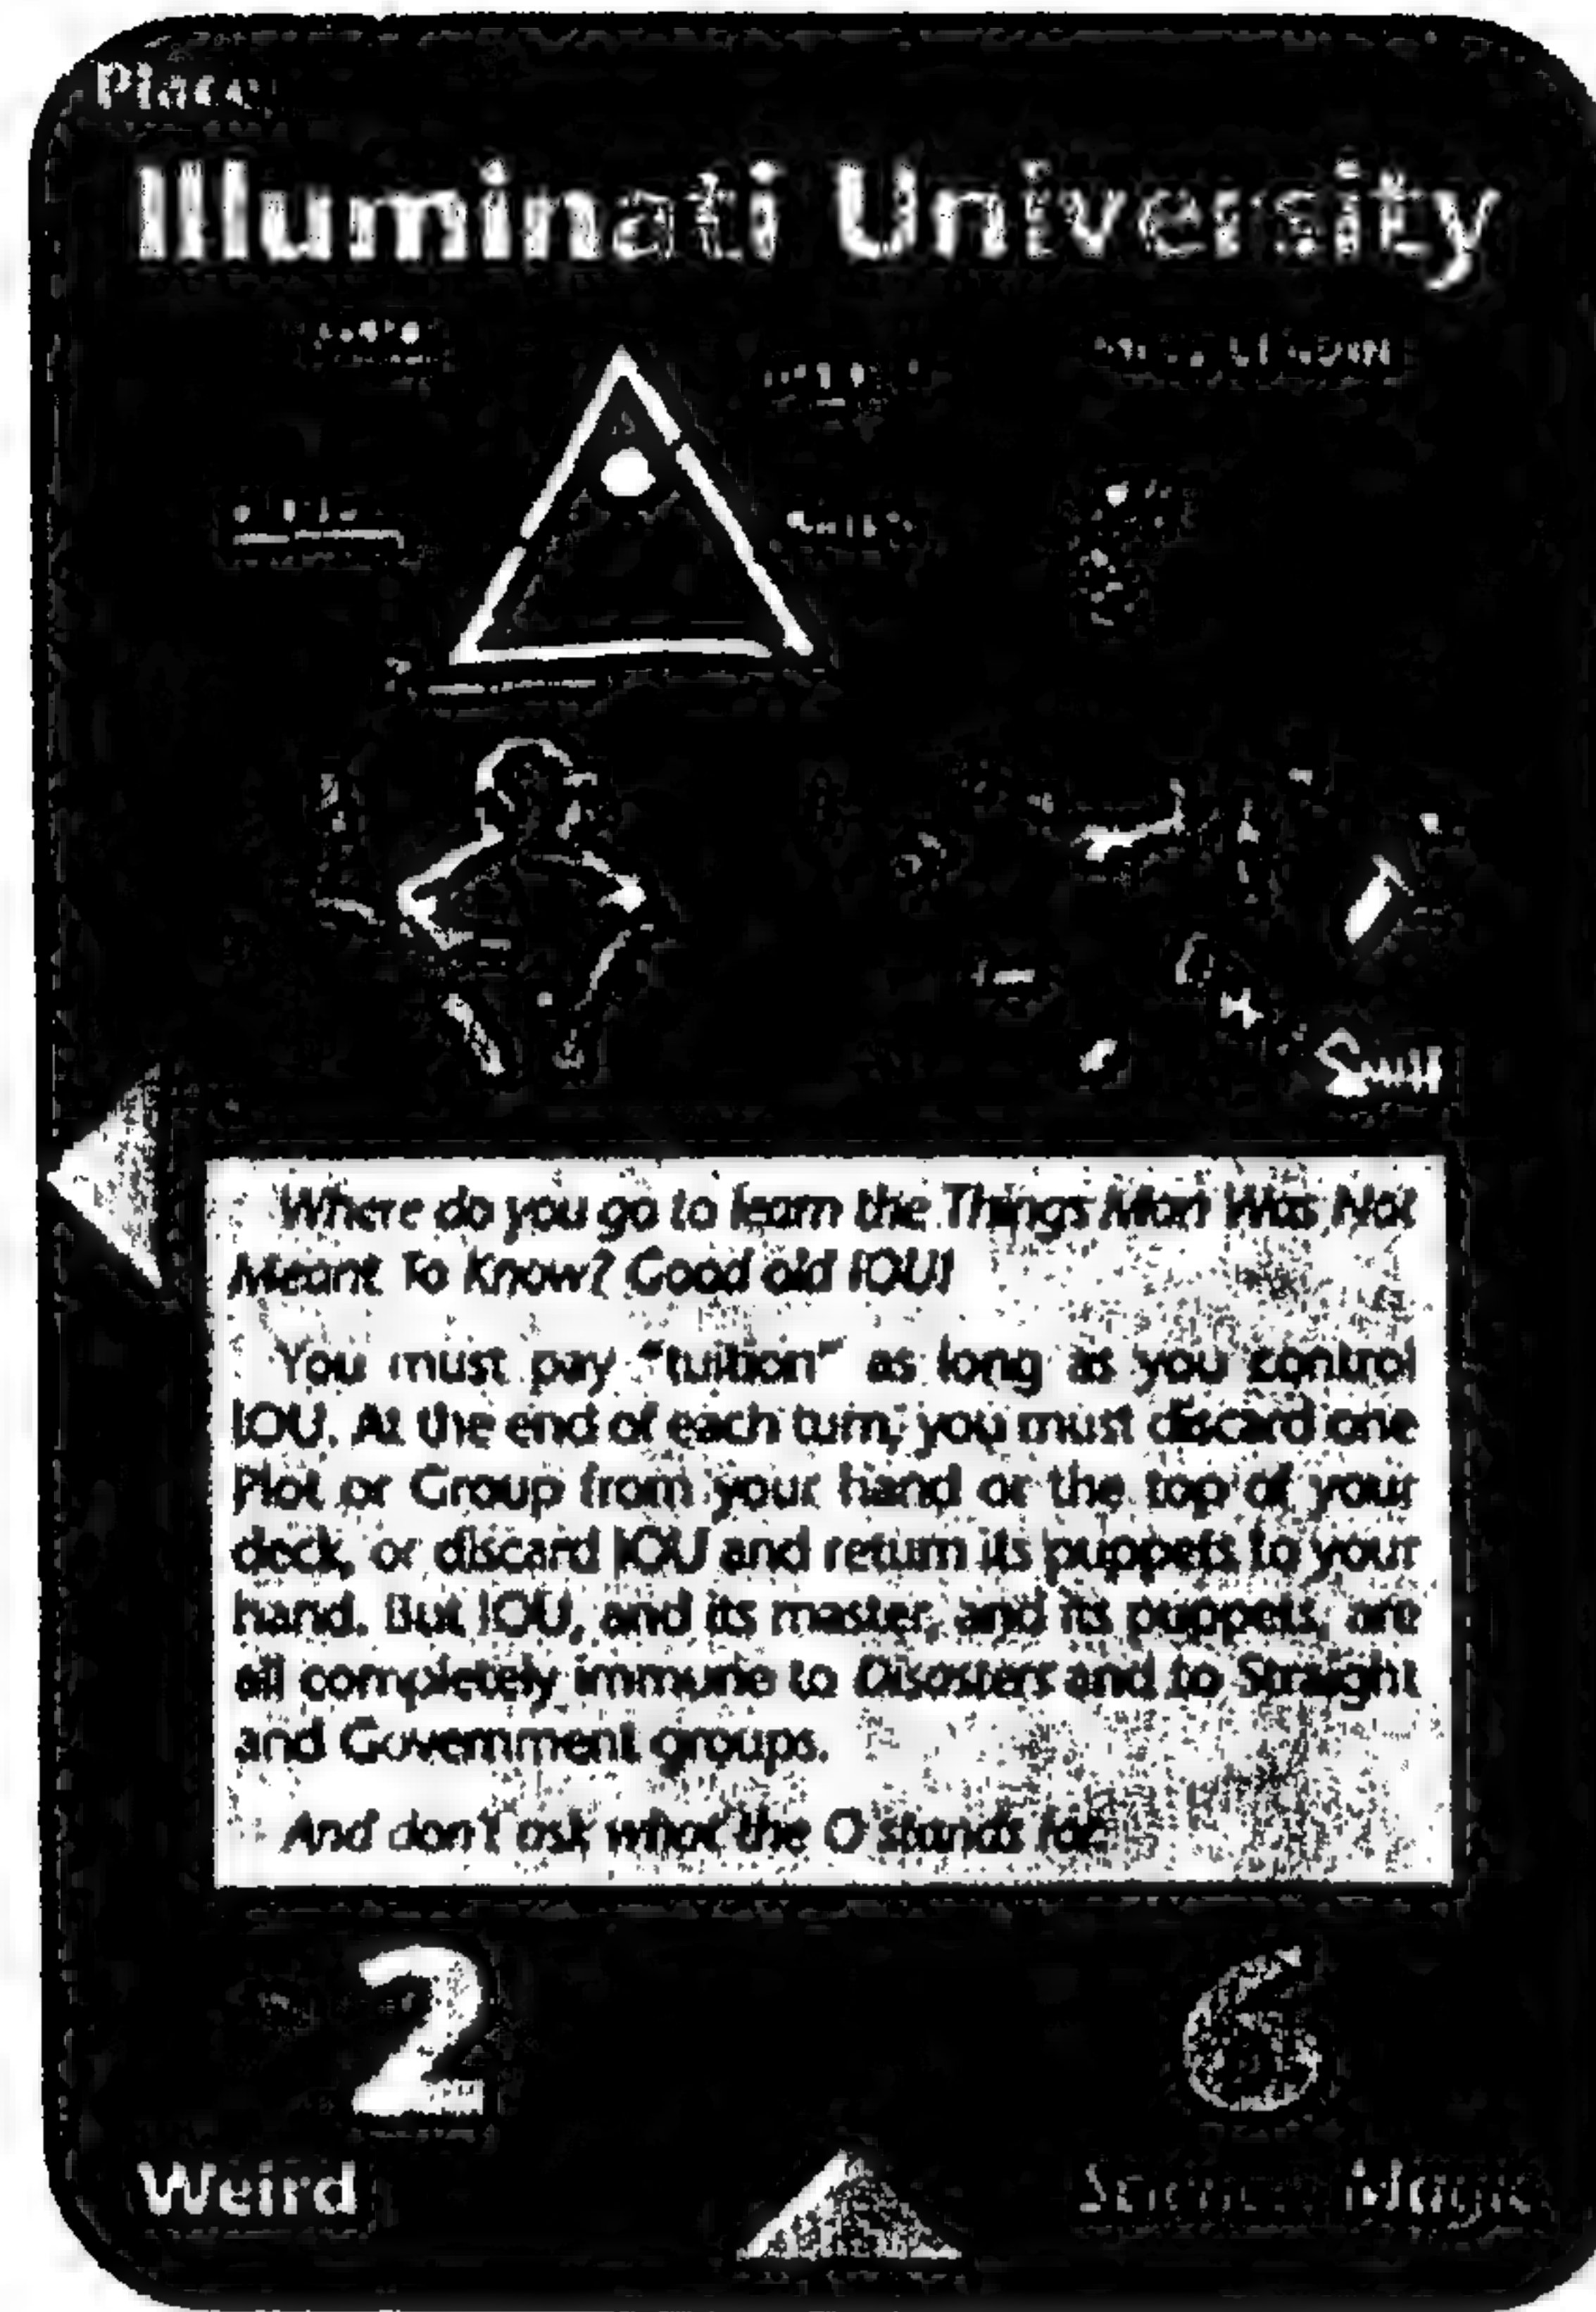 Place
Illuminati University
Where do you go to learn the Things Man Was Not
Meant To Know? Good old IOU!
You must pay "tuition" as long as you control
IOU. At the end of each turn, you must discard one
Plot or Group from your hand or the top of your
deck, or discard IOU and return its puppets to your
hand. But IOU, and its master, and its puppets, are
all completely immune to Disasters and to Straight
and Government groups.
And don't ask what the O stands for.
2
6
Weird
Science, Magic